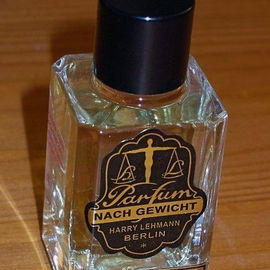 Parfum
NACH GEWICHT
HARRY LEHMANN
BERLIN
*